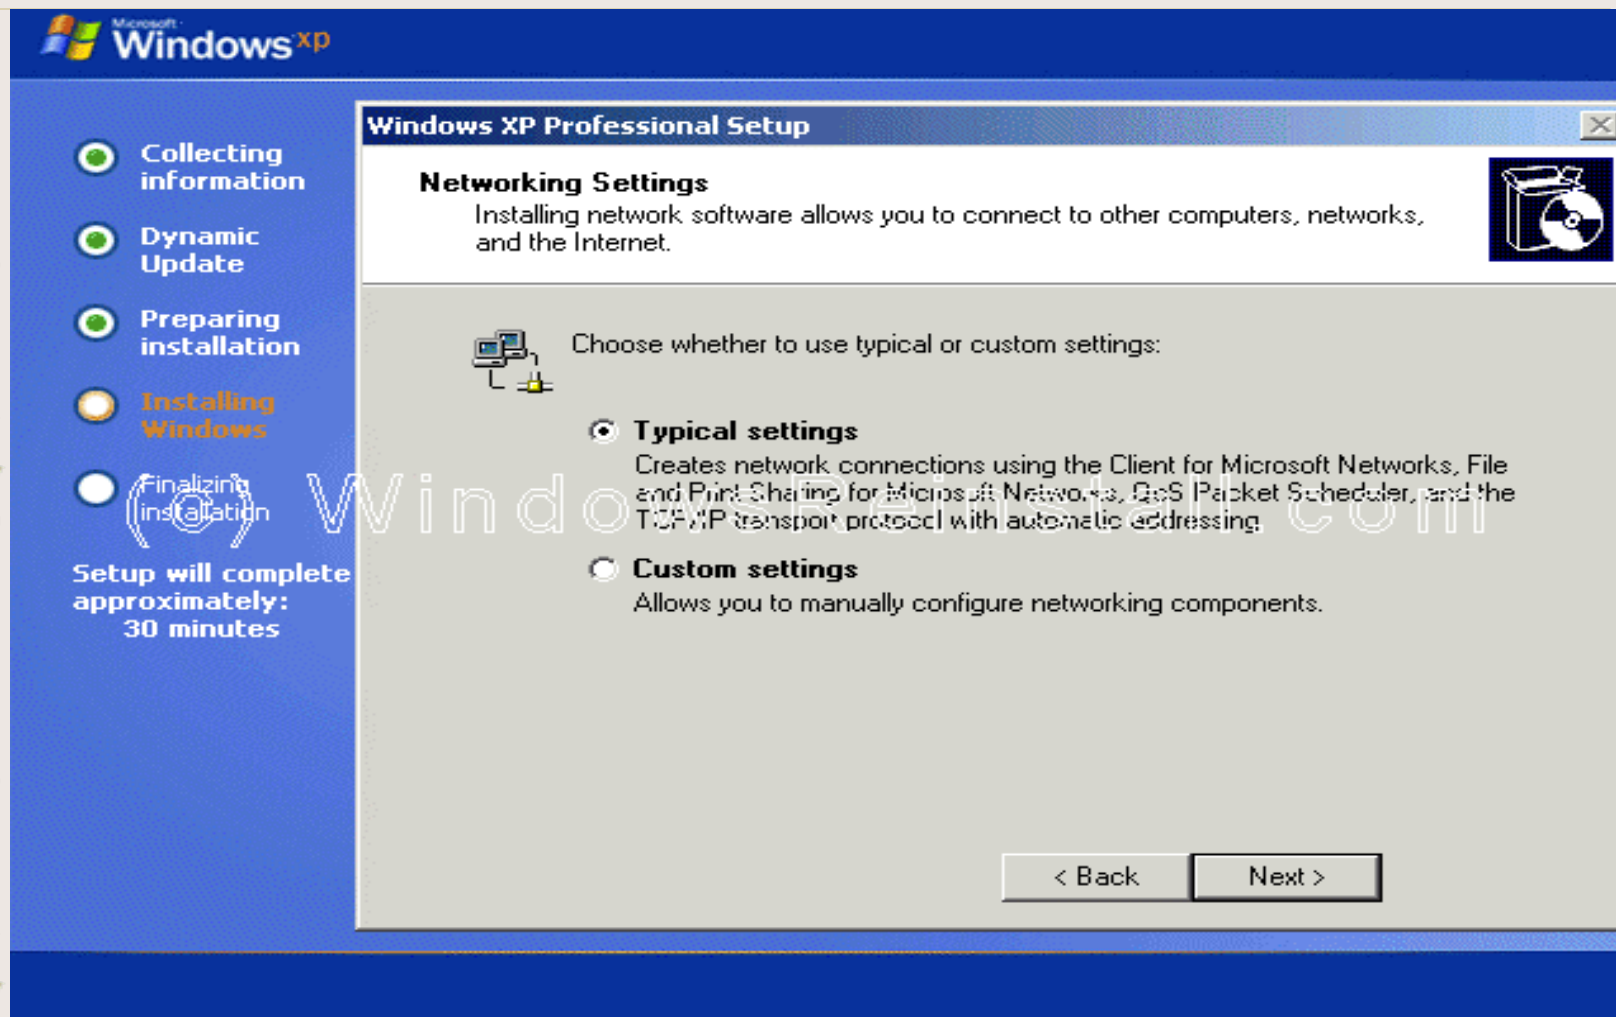 Microsoft
Windows xp
Collecting
information
Dynamic
Update
Preparing
installation
Installing
Windows
Finalizing
installation
Setup will complete
approximately:
30 minutes
Windows XP Professional Setup
Networking Settings
Installing network software allows you to connect to other computers, networks,
and the Internet.
Choose whether to use typical or custom settings:
Typical settings
Creates network connections using the Client for Microsoft Networks, File
and Print Sharing for Microsoft Networks, QoS Packet Scheduler, and the
TCP/IP transport protocol with automatic addressing.
Custom settings
Allows you to manually configure networking components.
< Back
Next >
(c) WindowsReinstall.com